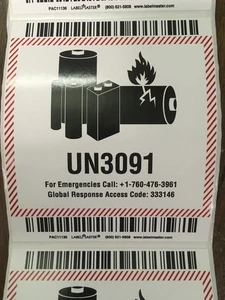 PAC11136 LABELMASTER® (800) 621-5808 www.labelmaster.com
UN3091
For Emergencies Call: +1-760-476-3961
Global Response Access Code: 333146
PAC11136 LABELMASTER® (800) 621-5808 www.labelmaster.com